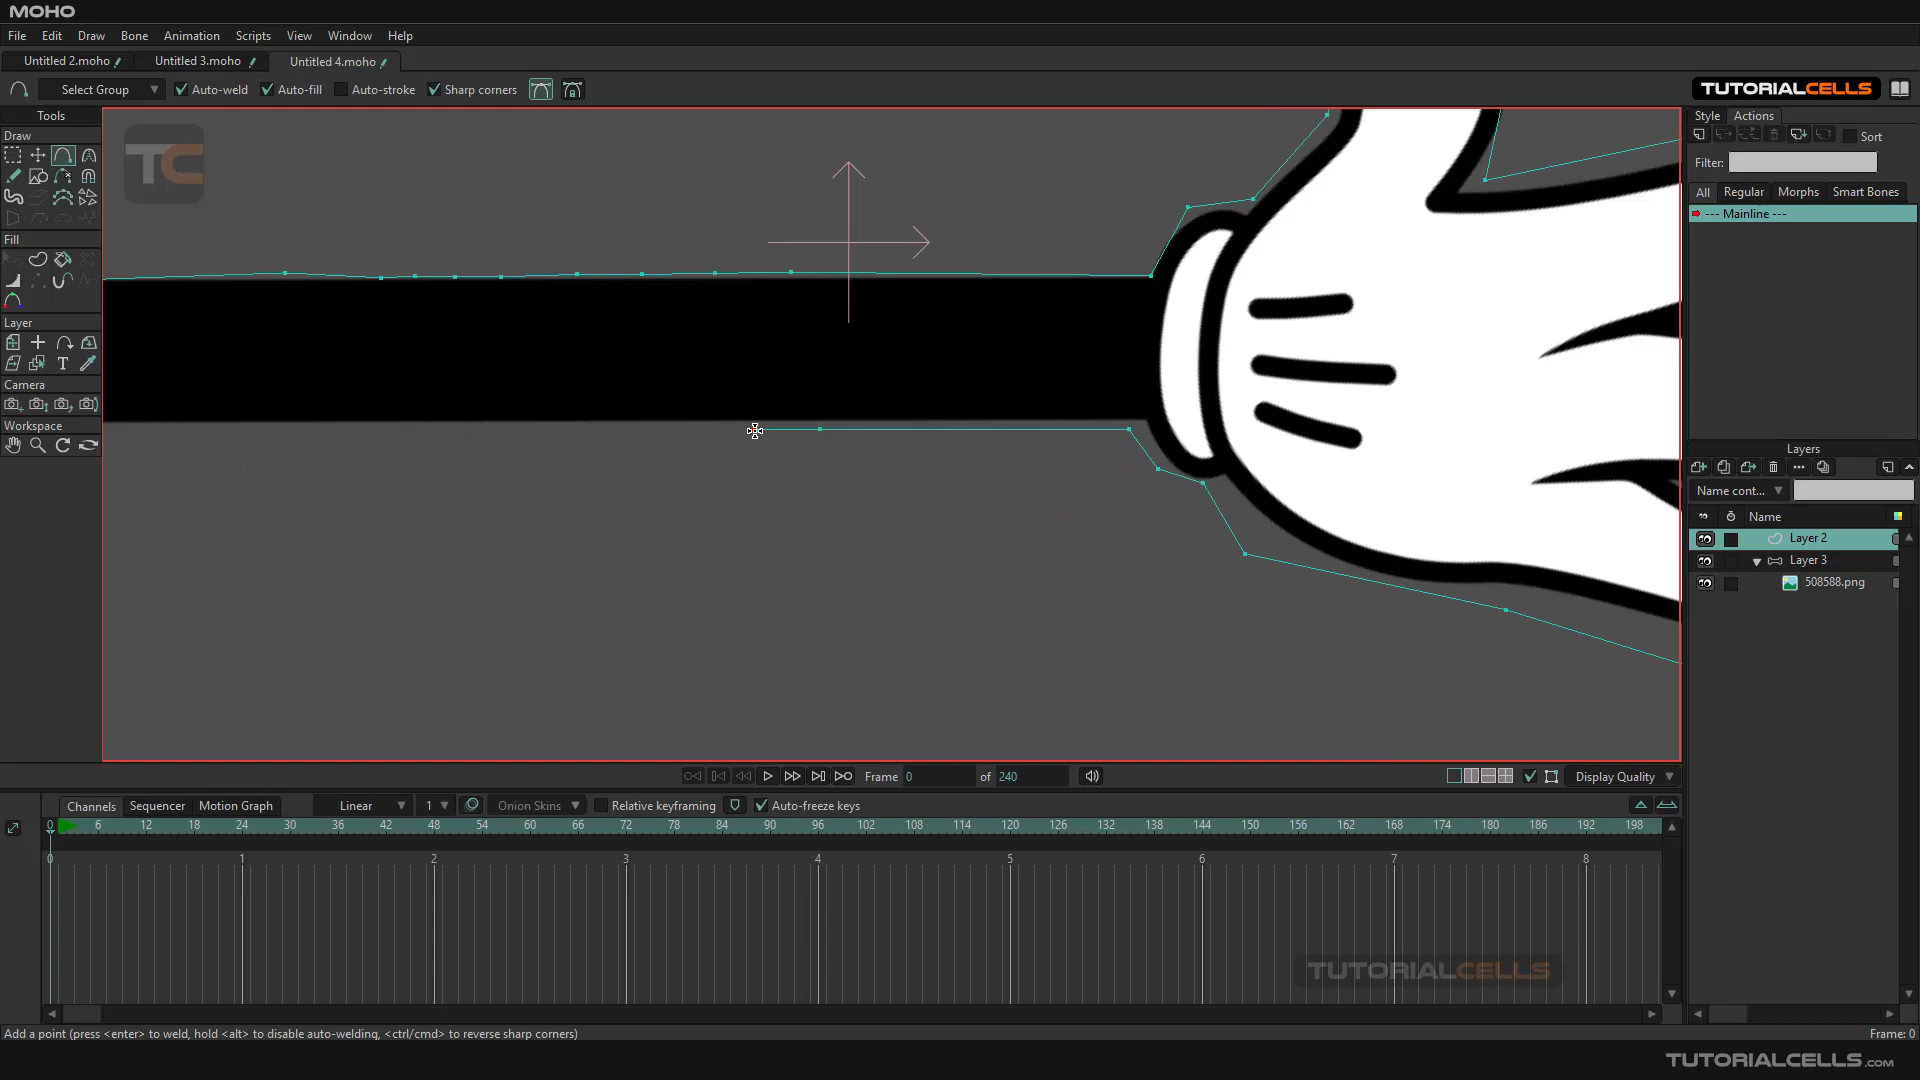 MOHO
File Edit Draw Bone Animation Scripts View Window Help
Untitled 2.moho Untitled 3.moho Untitled 4.moho
Select Group Auto-weld Auto-fill Auto-stroke Sharp corners
TUTORIALCELLS
Tools
Draw
Fill
Layer
T
Camera
Workspace
TC
Style Actions
Sort
Filter:
All Regular Morphs Smart Bones
--- Mainline ---
Layers
Name cont...
Name
Layer 2
Layer 3
508588.png
Frame 0 of 240 Display Quality
Channels Sequencer Motion Graph Linear 1 Onion Skins Relative keyframing Auto-freeze keys
0 6 12 18 24 30 36 42 48 54 60 66 72 78 84 90 96 102 108 114 120 126 132 138 144 150 156 162 168 174 180 186 192 198
0 1 2 3 4 5 6 7 8
TUTORIALCELLS
Add a point (press <enter> to weld, hold <alt> to disable auto-welding, <ctrl/cmd> to reverse sharp corners) Frame: 0
TUTORIALCELLS.COM